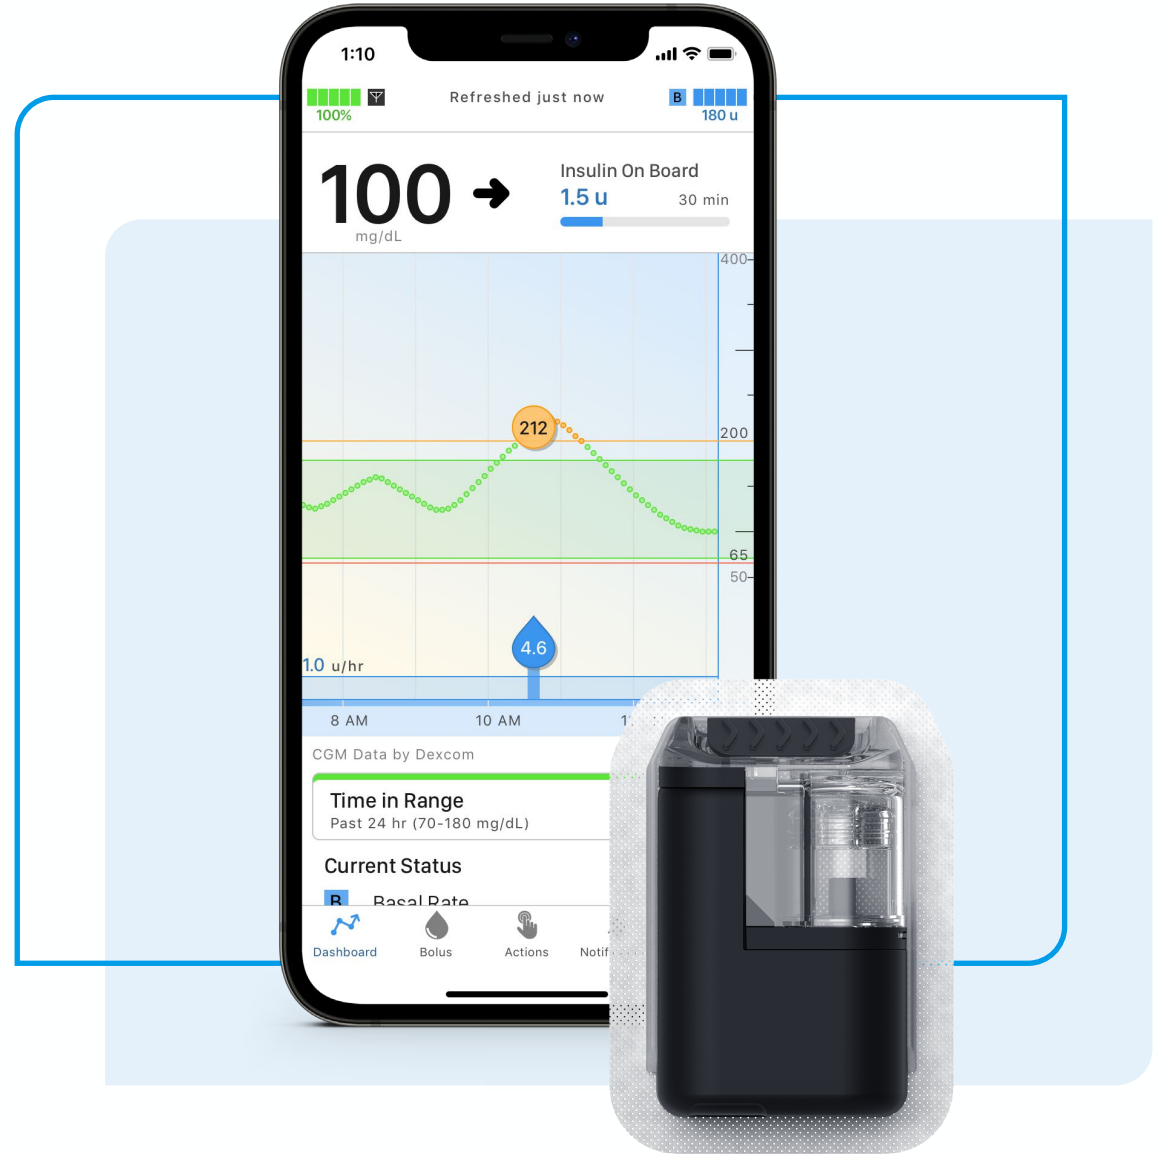 1:10
100%
Refreshed just now
B
180 u
100
mg/dL
Insulin On Board
1.5 u
30 min
400
212
200
65
50
4.6
1.0 u/hr
8 AM
10 AM
CGM Data by Dexcom
Time in Range
Past 24 hr (70-180 mg/dL)
Current Status
B Basal Rate
Dashboard
Bolus
Actions